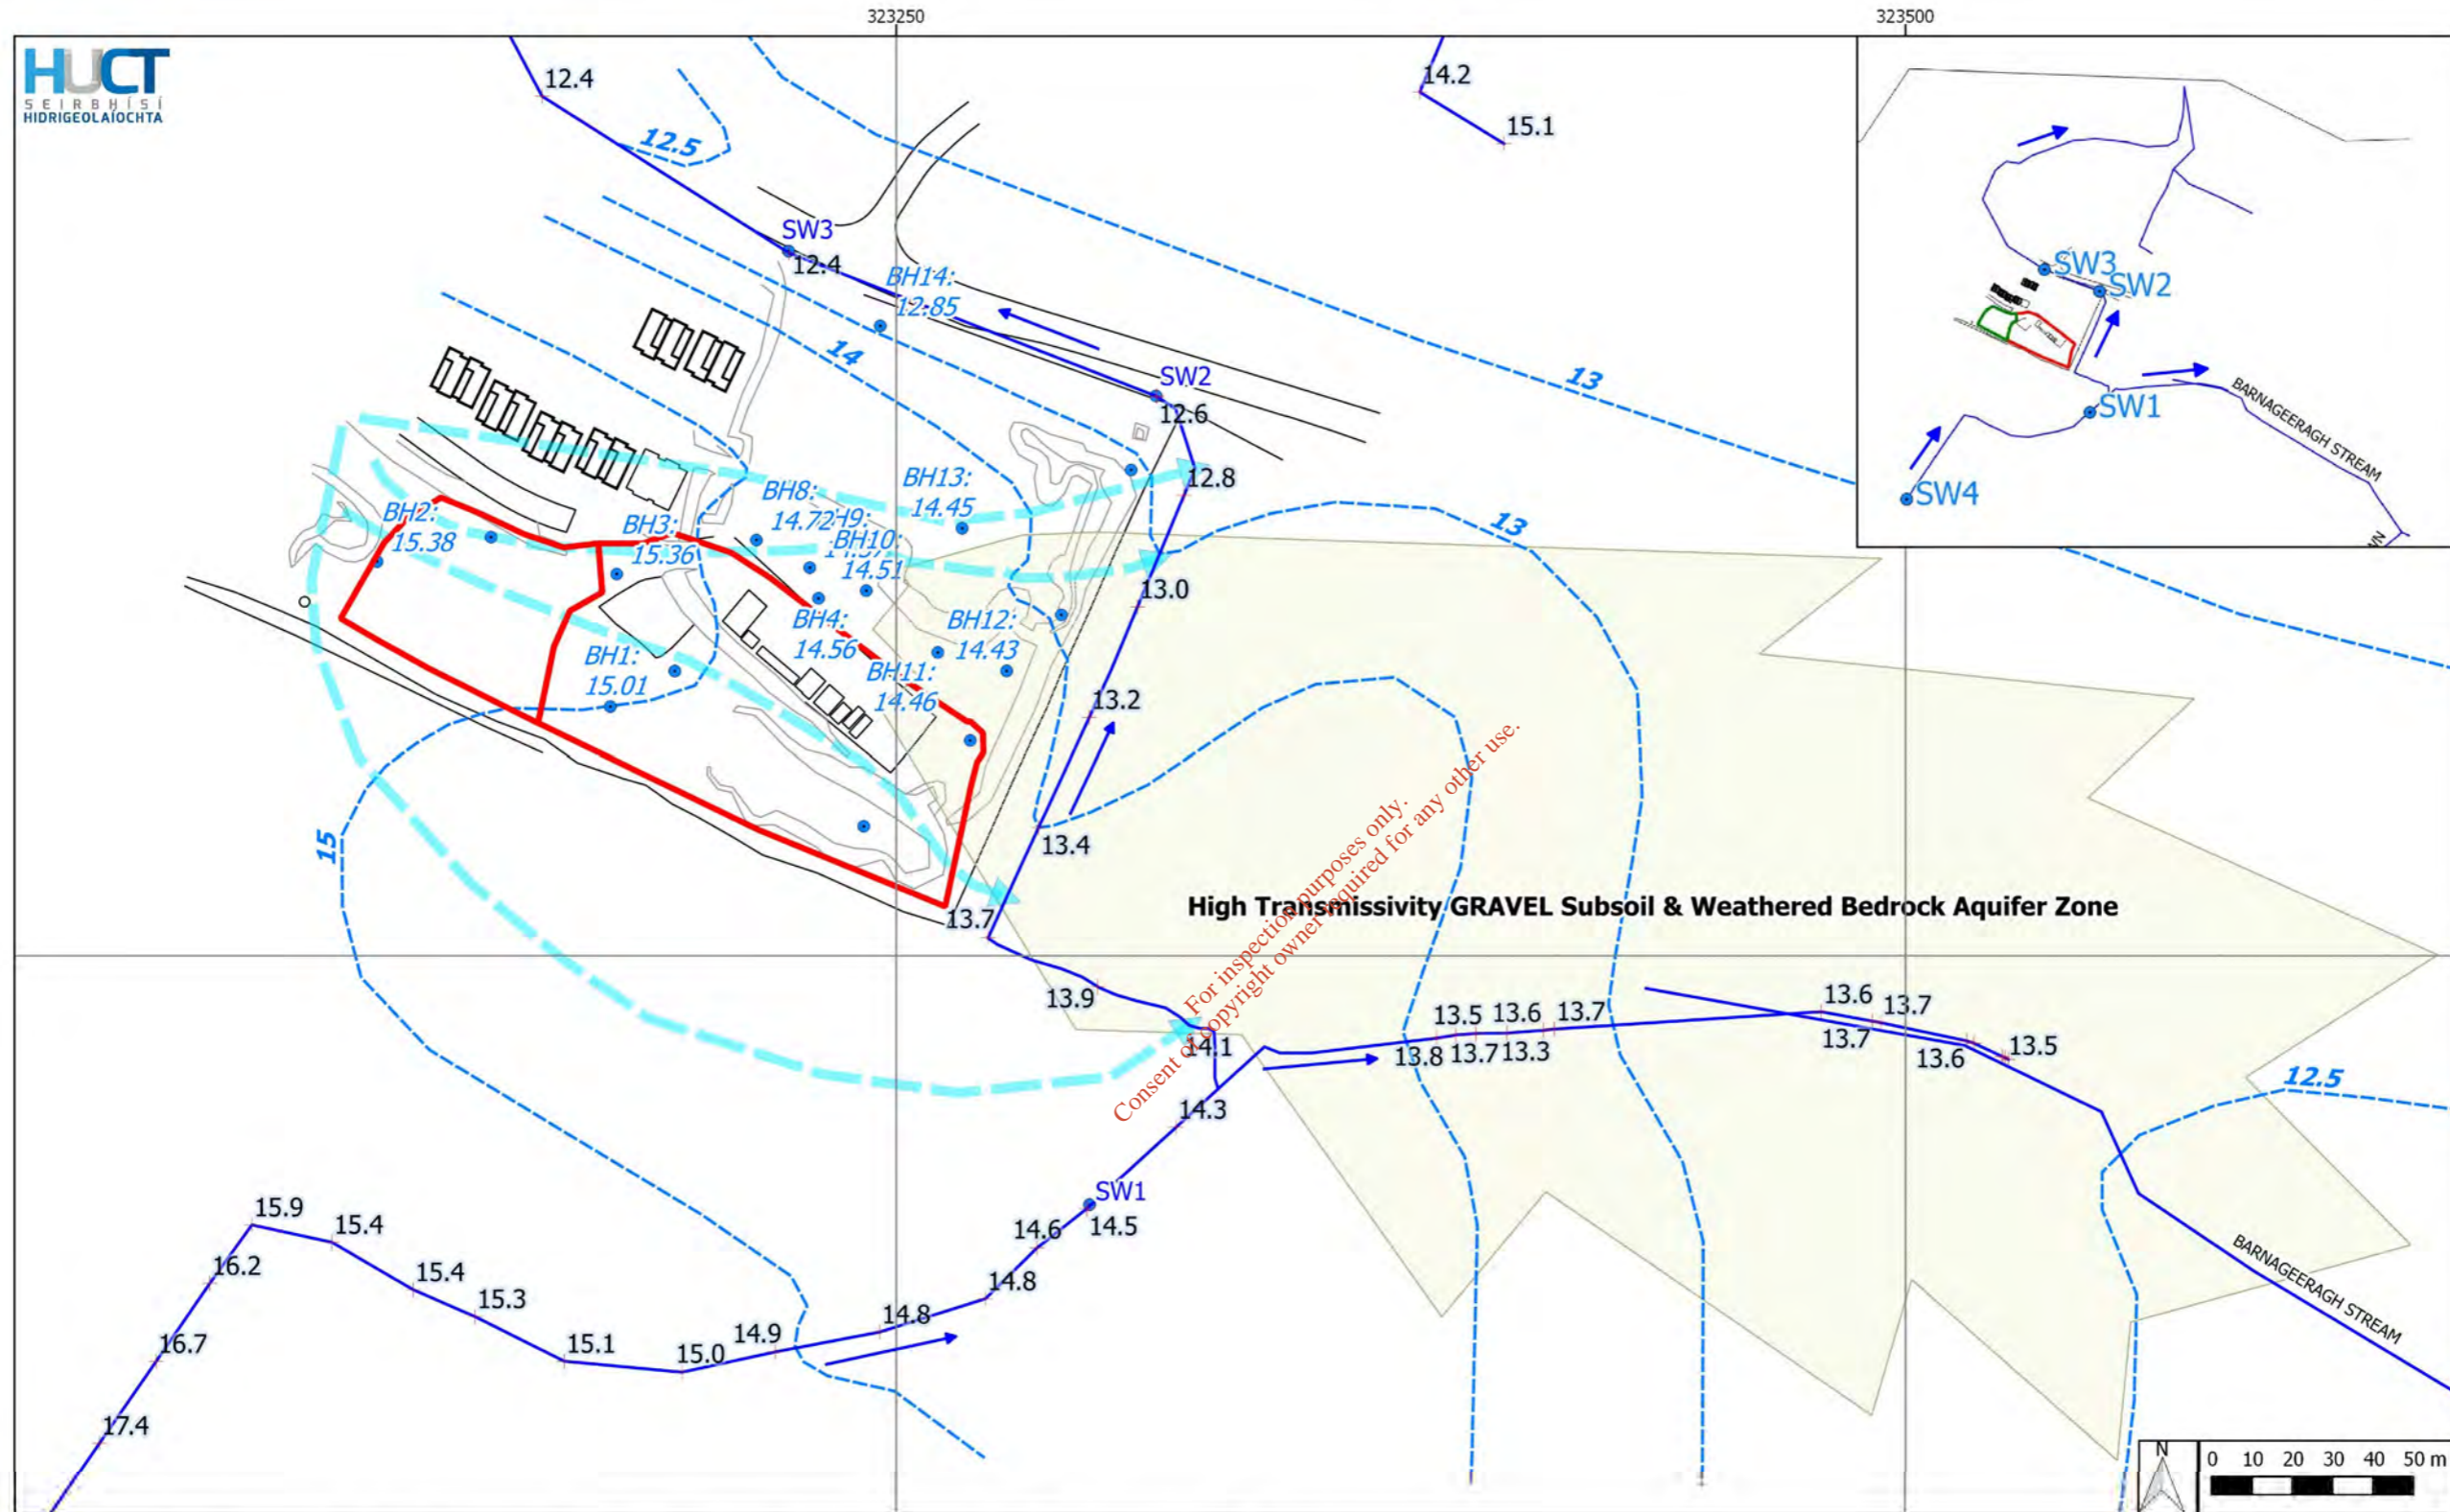 323250
323500
HUCT
SEIRBHÍSÍ
HIDRIGEOLAÍOCHTA
12.4
14.2
15.1
12.5
SW3
12.4
BH14:
12.85
14
SW2
12.6
13
12.8
BH13:
14.45
BH8:
14.72
BH2:
15.38
BH3:
15.36
BH10:
14.51
13
13.0
BH4:
14.56
BH12:
14.43
BH1:
15.01
BH11:
14.46
13.2
15
13.4
13.7
High Transmissivity GRAVEL Subsoil & Weathered Bedrock Aquifer Zone
For inspection purposes only.
Consent of copyright owner required for any other use.
13.9
14.1
13.5
13.6
13.7
13.8
13.7
13.3
13.6
13.7
13.7
13.6
13.5
12.5
14.3
SW1
14.5
14.6
14.8
14.8
14.9
15.0
15.1
15.3
15.4
15.4
15.9
16.2
16.7
17.4
BARNAGEERAGH STREAM
SW3
SW2
SW1
SW4
BARNAGEERAGH STREAM
N
0 10 20 30 40 50 m